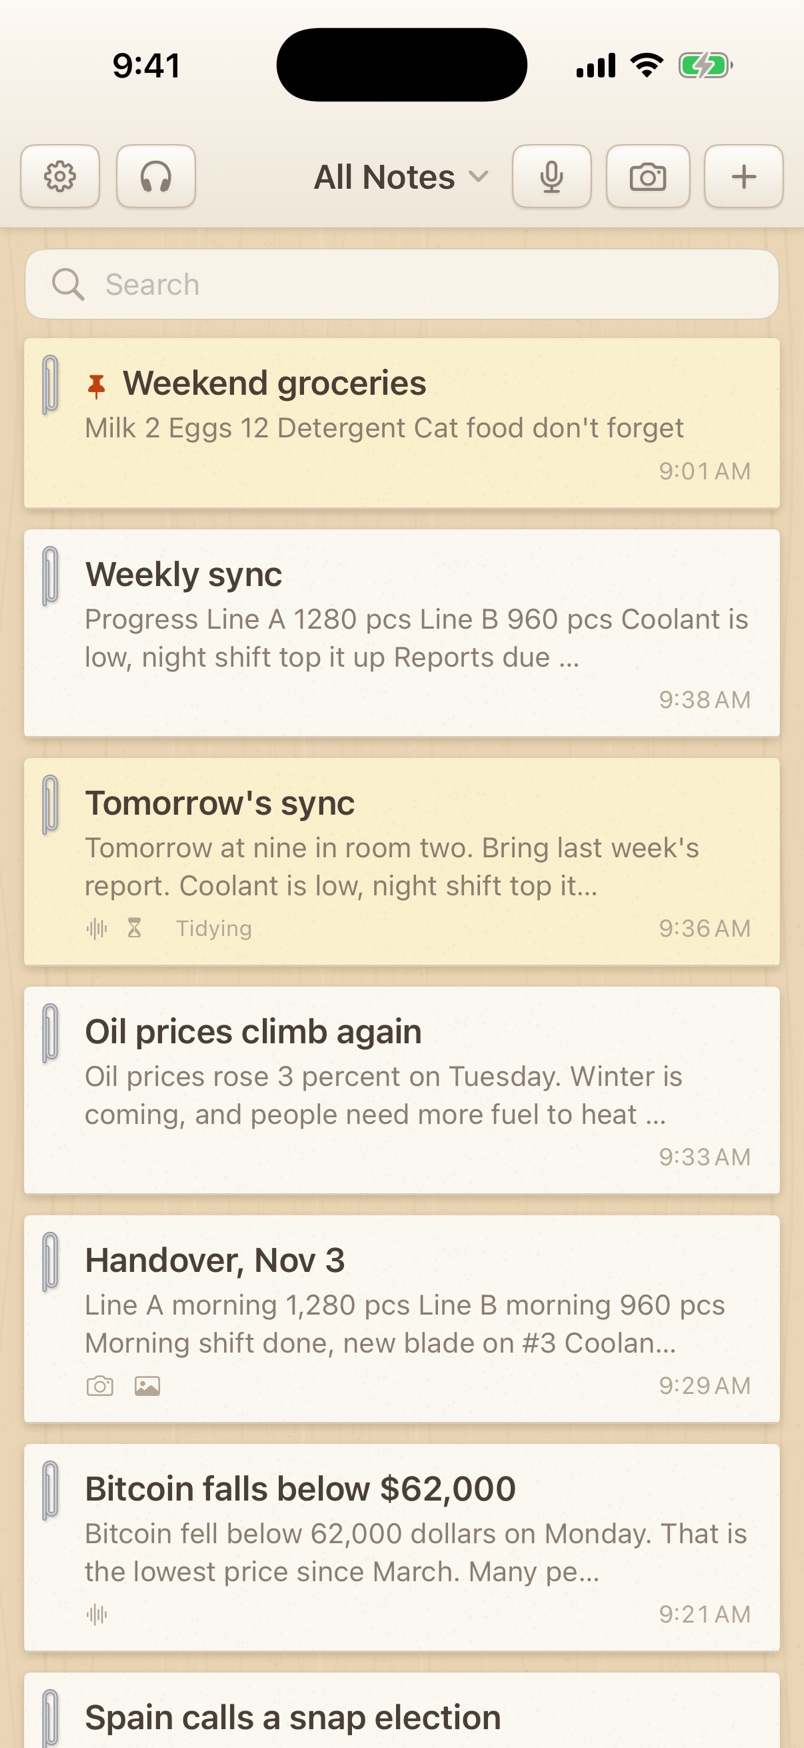 9:41
All Notes
Search
Weekend groceries
Milk 2 Eggs 12 Detergent Cat food don't forget
9:01 AM
Weekly sync
Progress Line A 1280 pcs Line B 960 pcs Coolant is
low, night shift top it up Reports due ...
9:38 AM
Tomorrow's sync
Tomorrow at nine in room two. Bring last week's
report. Coolant is low, night shift top it...
Tidying
9:36 AM
Oil prices climb again
Oil prices rose 3 percent on Tuesday. Winter is
coming, and people need more fuel to heat ...
9:33 AM
Handover, Nov 3
Line A morning 1,280 pcs Line B morning 960 pcs
Morning shift done, new blade on #3 Coolan...
9:29 AM
Bitcoin falls below $62,000
Bitcoin fell below 62,000 dollars on Monday. That is
the lowest price since March. Many pe...
9:21 AM
Spain calls a snap election